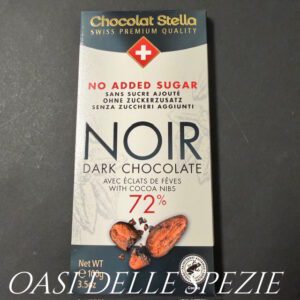 Chocolat Stella
SWISS PREMIUM QUALITY
NO ADDED SUGAR
SANS SUCRE AJOUTÉ
OHNE ZUCKERZUSATZ
SENZA ZUCCHERI AGGIUNTI
NOIR
DARK CHOCOLATE
AVEC ÉCLATS DE FÈVES
WITH COCOA NIBS
72%
Net WT
e 100g
3.5oz
OASI DELLE SPEZIE